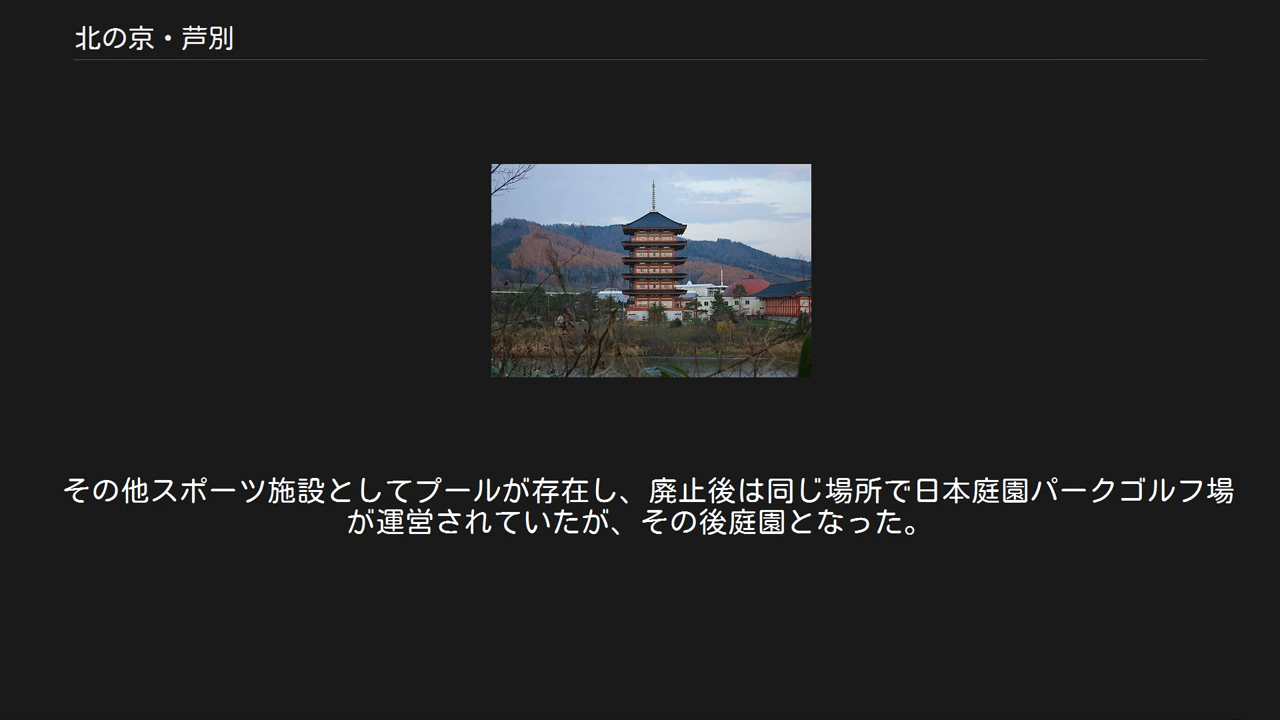 北の京・芦別
その他スポーツ施設としてプールが存在し、廃止後は同じ場所で日本庭園パークゴルフ場
が運営されていたが、その後庭園となった。